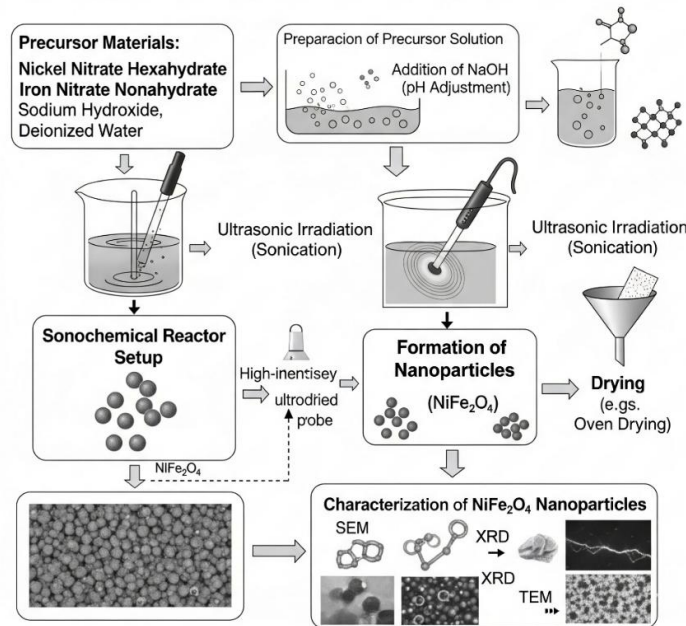 Precursor Materials:
Nickel Nitrate Hexahydrate
Iron Nitrate Nonahydrate
Sodium Hydroxide,
Deionized Water
Preparacion of Precursor Solution
Addition of NaOH
(pH Adjustment)
Ultrasonic Irradiation
(Sonication)
Ultrasonic Irradiation
(Sonication)
Sonochemical Reactor
Setup
High-inentisey
ultrodried
probe
Formation of
Nanoparticles
(NiFe₂O₄)
Drying
(e.gs.
Oven Drying)
NIFe₂O₄
Characterization of NiFe₂O₄ Nanoparticles
SEM
XRD
XRD
TEM